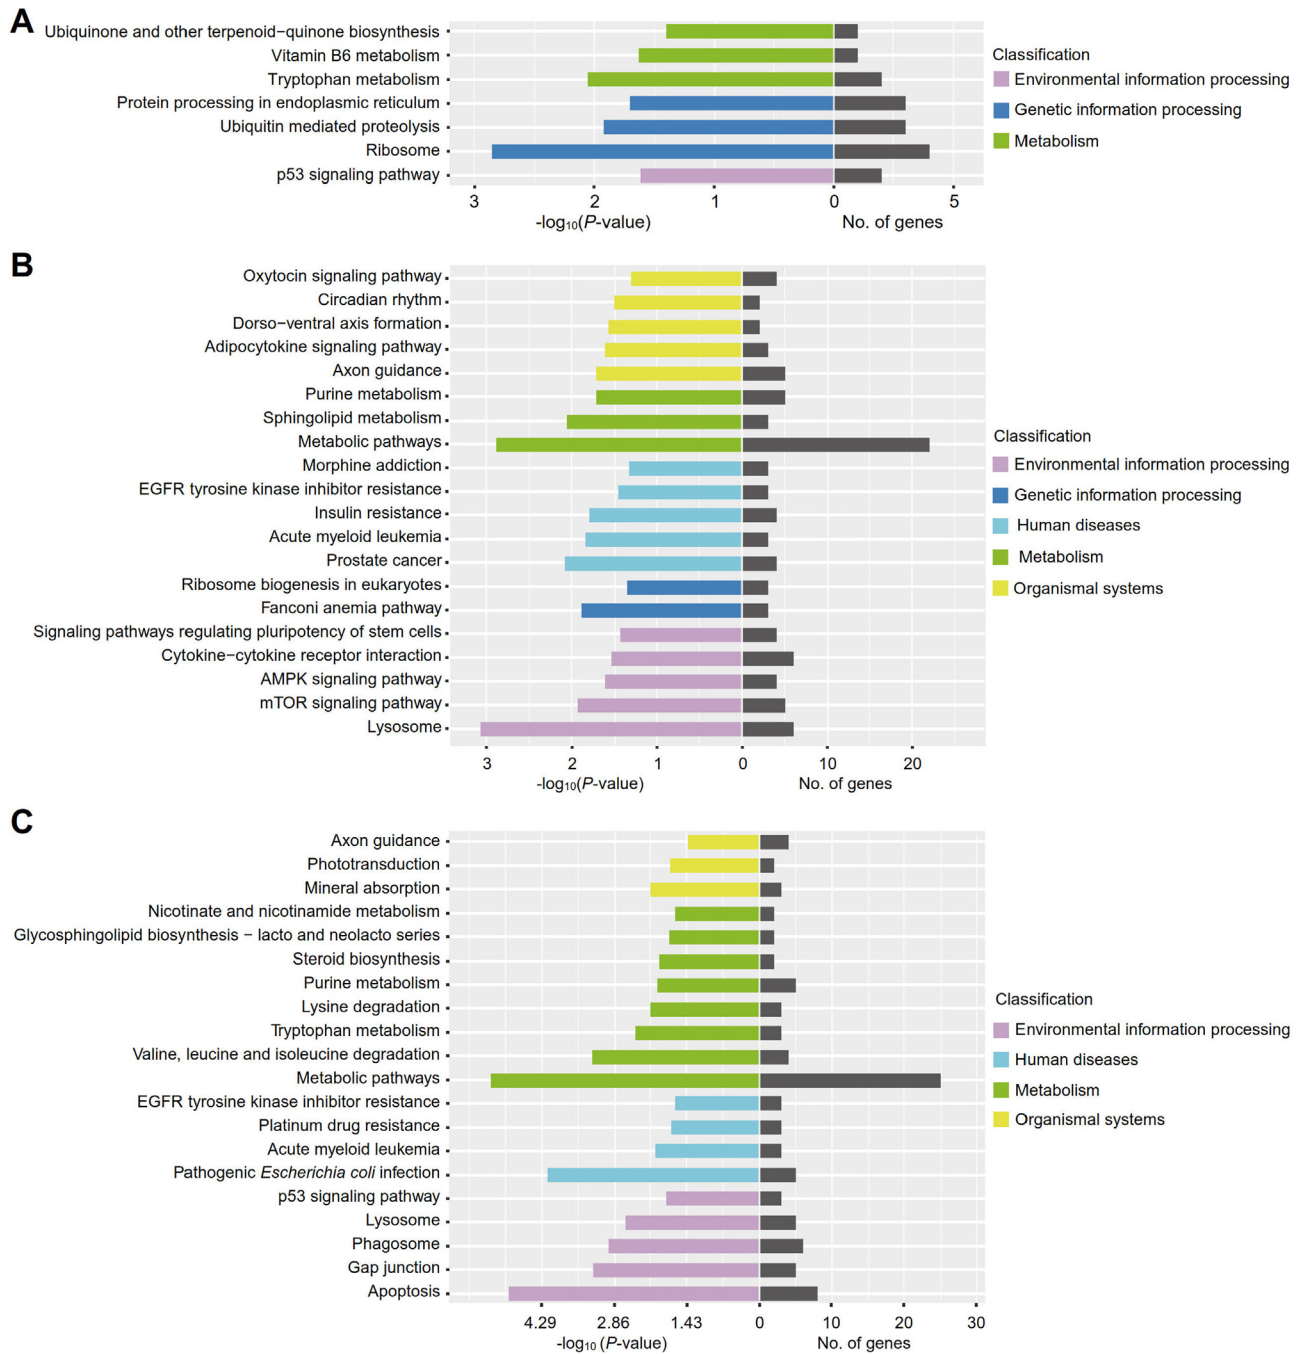 A
Ubiquinone and other terpenoid−quinone biosynthesis
Vitamin B6 metabolism
Tryptophan metabolism
Protein processing in endoplasmic reticulum
Ubiquitin mediated proteolysis
Ribosome
p53 signaling pathway
3 2 1 0 5
-log10(P-value) No. of genes
Classification
Environmental information processing
Genetic information processing
Metabolism
B
Oxytocin signaling pathway
Circadian rhythm
Dorso−ventral axis formation
Adipocytokine signaling pathway
Axon guidance
Purine metabolism
Sphingolipid metabolism
Metabolic pathways
Morphine addiction
EGFR tyrosine kinase inhibitor resistance
Insulin resistance
Acute myeloid leukemia
Prostate cancer
Ribosome biogenesis in eukaryotes
Fanconi anemia pathway
Signaling pathways regulating pluripotency of stem cells
Cytokine−cytokine receptor interaction
AMPK signaling pathway
mTOR signaling pathway
Lysosome
3 2 1 0 10 20
-log10(P-value) No. of genes
Classification
Environmental information processing
Genetic information processing
Human diseases
Metabolism
Organismal systems
C
Axon guidance
Phototransduction
Mineral absorption
Nicotinate and nicotinamide metabolism
Glycosphingolipid biosynthesis − lacto and neolacto series
Steroid biosynthesis
Purine metabolism
Lysine degradation
Tryptophan metabolism
Valine, leucine and isoleucine degradation
Metabolic pathways
EGFR tyrosine kinase inhibitor resistance
Platinum drug resistance
Acute myeloid leukemia
Pathogenic Escherichia coli infection
p53 signaling pathway
Lysosome
Phagosome
Gap junction
Apoptosis
4.29 2.86 1.43 0 10 20 30
-log10 (P-value) No. of genes
Classification
Environmental information processing
Human diseases
Metabolism
Organismal systems